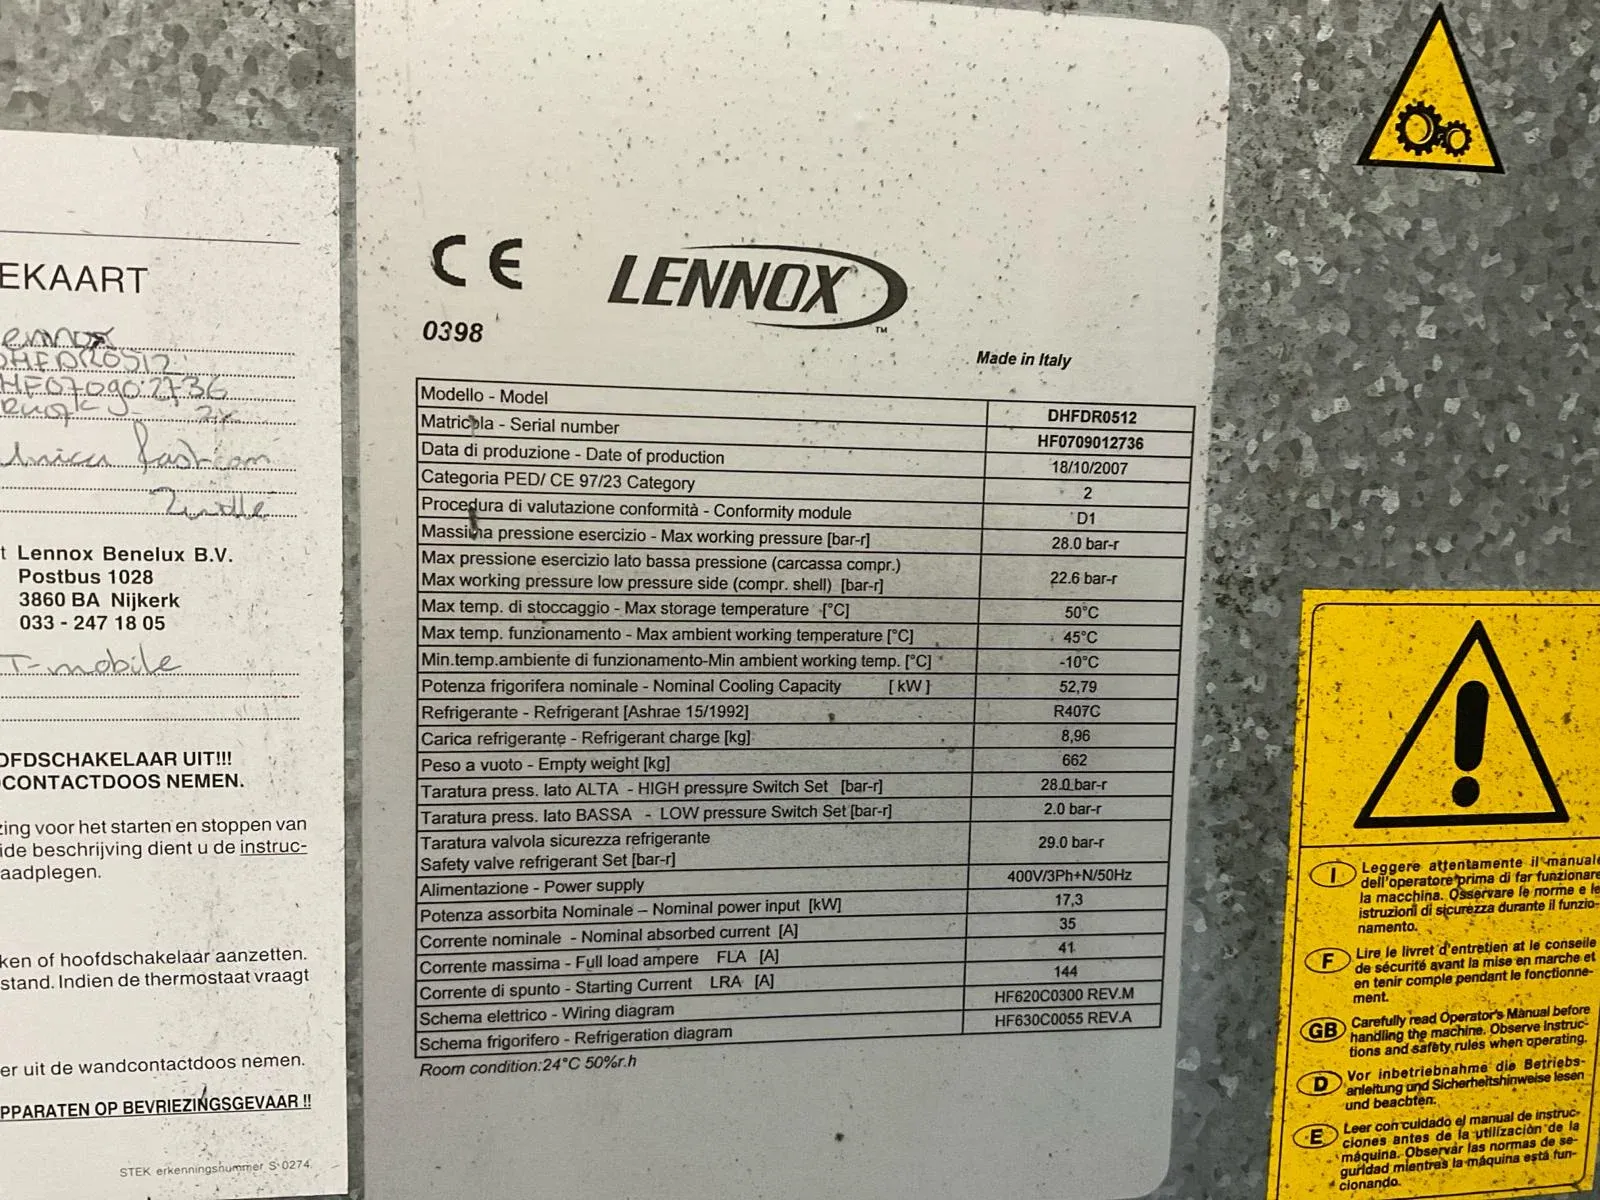 EKAART
ennox
DHFDR0512
HF0709012736
2x
Zwolle
t Lennox Benelux B.V.
Postbus 1028
3860 BA Nijkerk
033 - 247 18 05
T-mobile
OFDSCHAKELAAR UIT!!!
CONTACTDOOS NEMEN.
zing voor het starten en stoppen van
ide beschrijving dient u de instruc-
aadplegen.
ken of hoofdschakelaar aanzetten.
stand. Indien de thermostaat vraagt
er uit de wandcontactdoos nemen.
PPARATEN OP BEVRIEZINGSGEVAAR !!
STEK erkenningsnummer S 0274.
CE
0398
LENNOX
TM
Made in Italy
Modello - Model DHFDR0512
Matricola - Serial number HF0709012736
Data di produzione - Date of production 18/10/2007
Categoria PED/ CE 97/23 Category 2
Procedura di valutazione conformità - Conformity module D1
Massima pressione esercizio - Max working pressure [bar-r] 28.0 bar-r
Max pressione esercizio lato bassa pressione (carcassa compr.)
Max working pressure low pressure side (compr. shell) [bar-r] 22.6 bar-r
Max temp. di stoccaggio - Max storage temperature -[°C] 50°C
Max temp. funzionamento - Max ambient working temperature [°C] 45°C
Min.temp.ambiente di funzionamento-Min ambient working temp. [°C] -10°C
Potenza frigorifera nominale - Nominal Cooling Capacity [ kW ] 52,79
Refrigerante - Refrigerant [Ashrae 15/1992] R407C
Carica refrigerante - Refrigerant charge [kg] 8,96
Peso a vuoto - Empty weight [kg] 662
Taratura press. lato ALTA - HIGH pressure Switch Set [bar-r] 28.0 bar-r
Taratura press. lato BASSA - LOW pressure Switch Set [bar-r] 2.0 bar-r
Taratura valvola sicurezza refrigerante
Safety valve refrigerant Set [bar-r] 29.0 bar-r
Alimentazione - Power supply 400V/3Ph+N/50Hz
Potenza assorbita Nominale – Nominal power input [kW] 17,3
Corrente nominale - Nominal absorbed current [A] 35
Corrente massima - Full load ampere FLA [A] 41
Corrente di spunto - Starting Current LRA [A] 144
Schema elettrico - Wiring diagram HF620C0300 REV.M
Schema frigorifero - Refrigeration diagram HF630C0055 REV.A
Room condition:24°C 50%r.h
I Leggere attentamente il manuale
dell'operatore prima di far funzionare
la macchina. Osservare le norme e le
istruzioni di sicurezza durante il funzio-
namento.
F Lire le livret d'entretien at le conseile
de sécurité avant la mise en marche et
en tenir comple pendant le fonctionne-
ment.
GB Carefully read Operator's Manual before
handling the machine. Observe instruc-
tions and safety rules when operating.
D Vor inbetriebnahme die Betriebs-
anleitung und Sicherheitshinweise lesen
und beachten.
E Leer con cuidado el manual de instruc-
ciones antes de la utilización de la
máquina. Observar las normas de se-
guridad mientras la máquina está fun-
cionando.